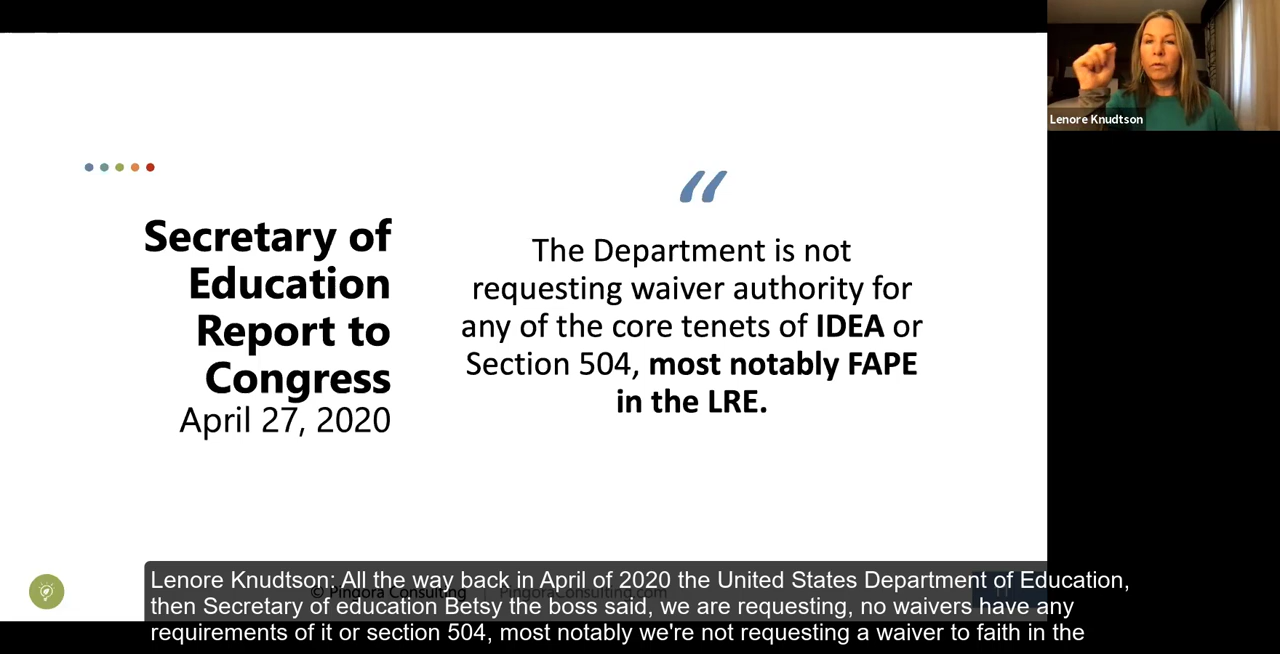 Lenore Knudtson
“
Secretary of
Education
Report to
Congress
April 27, 2020
The Department is not
requesting waiver authority for
any of the core tenets of IDEA or
Section 504, most notably FAPE
in the LRE.
© Pingora Consulting | PingoraConsulting.com
Lenore Knudtson: All the way back in April of 2020 the United States Department of Education,
then Secretary of education Betsy the boss said, we are requesting, no waivers have any
requirements of it or section 504, most notably we're not requesting a waiver to faith in the